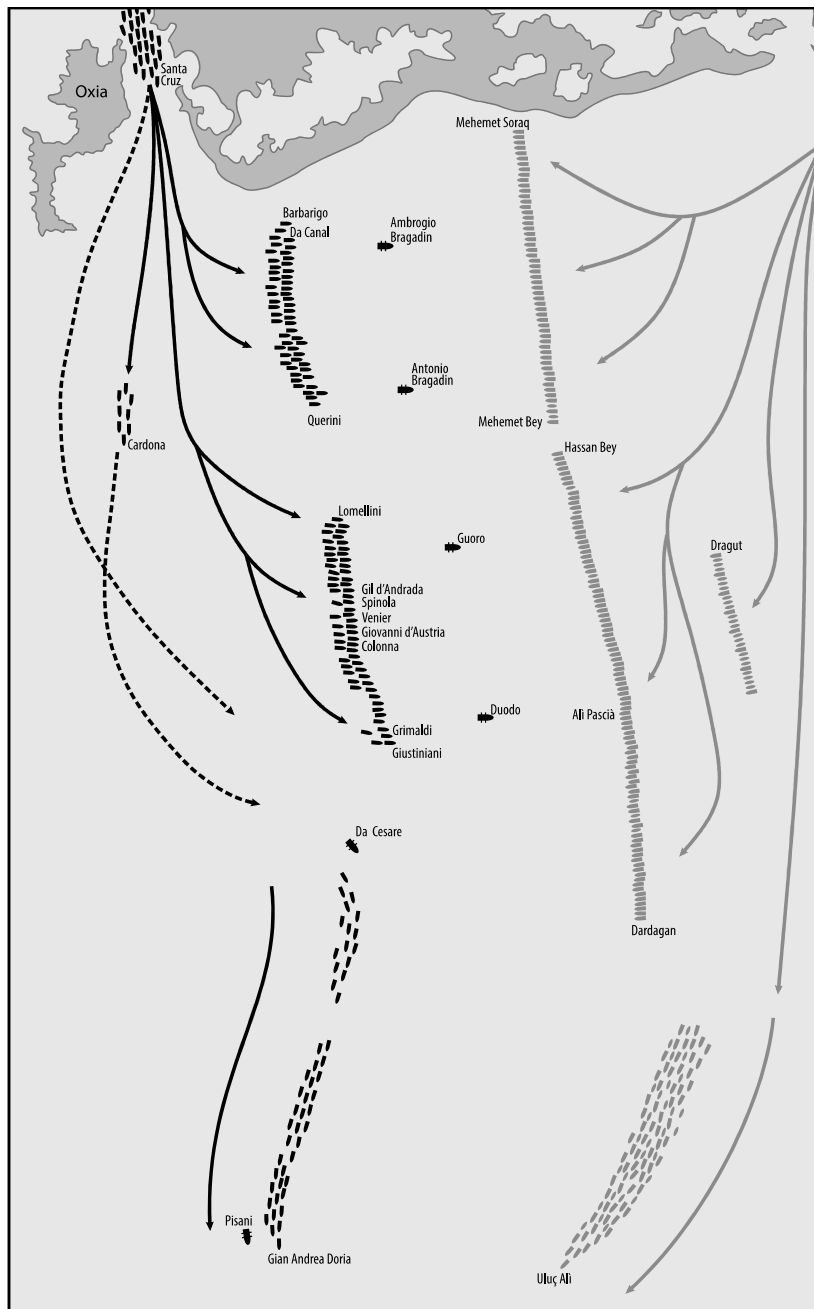 Santa
Cruz
Oxia
Mehemet Soraq
Barbarigo
Da Canal
Ambrogio
Bragadin
Antonio
Bragadin
Querini
Mehemet Bey
Cardona
Hassan Bey
Lomellini
Guoro
Dragut
Gil d’Andrada
Spinola
Venier
Giovanni d’Austria
Colonna
Duodo
Alì Pascià
Grimaldi
Giustiniani
Da Cesare
Dardagan
Pisani
Gian Andrea Doria
Uluç Alì